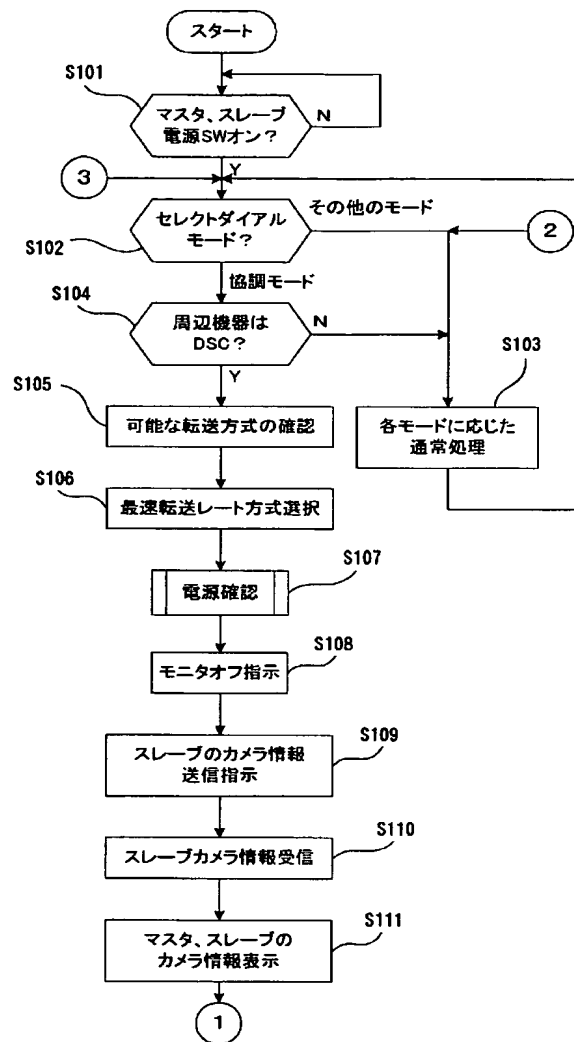 スタート
S101
マスタ、スレーブ
電源SWオン?
N
Y
3
セレクトダイアル
モード?
その他のモード
2
S102
協調モード
S104
周辺機器は
DSC?
N
Y
S103
各モードに応じた
通常処理
S105
可能な転送方式の確認
S106
最速転送レート方式選択
S107
電源確認
S108
モニタオフ指示
S109
スレーブのカメラ情報
送信指示
S110
スレーブカメラ情報受信
S111
マスタ、スレーブの
カメラ情報表示
1